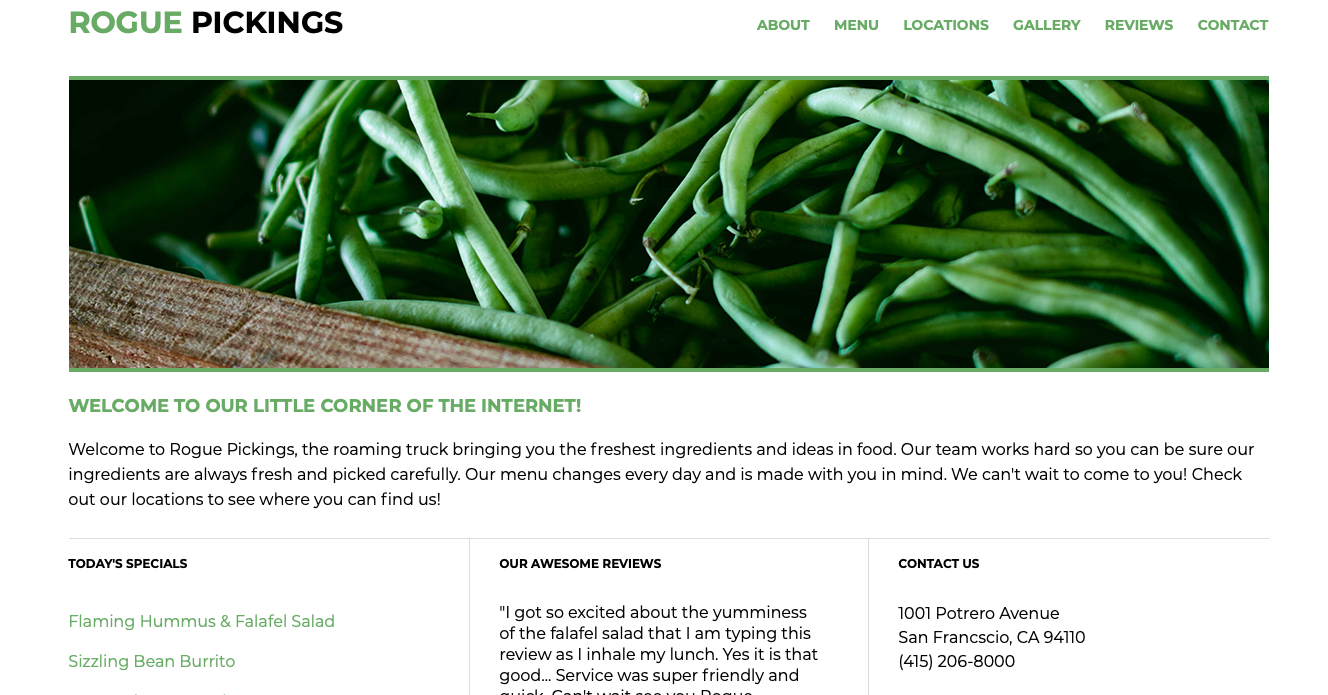 ROGUE PICKINGS
ABOUT MENU LOCATIONS GALLERY REVIEWS CONTACT
WELCOME TO OUR LITTLE CORNER OF THE INTERNET!
Welcome to Rogue Pickings, the roaming truck bringing you the freshest ingredients and ideas in food. Our team works hard so you can be sure our
ingredients are always fresh and picked carefully. Our menu changes every day and is made with you in mind. We can't wait to come to you! Check
out our locations to see where you can find us!
TODAY'S SPECIALS
Flaming Hummus & Falafel Salad
Sizzling Bean Burrito
OUR AWESOME REVIEWS
"I got so excited about the yumminess
of the falafel salad that I am typing this
review as I inhale my lunch. Yes it is that
good... Service was super friendly and
quick. Can't wait see you Rogue
CONTACT US
1001 Potrero Avenue
San Francscio, CA 94110
(415) 206-8000